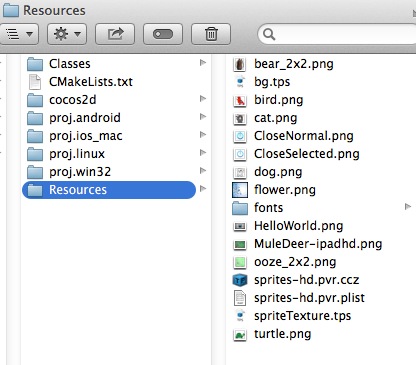 Resources
Classes
CMakeLists.txt
cocos2d
proj.android
proj.ios_mac
proj.linux
proj.win32
Resources
bear_2x2.png
bg.tps
bird.png
cat.png
CloseNormal.png
CloseSelected.png
dog.png
flower.png
fonts
HelloWorld.png
MuleDeer-ipadhd.png
ooze_2x2.png
sprites-hd.pvr.ccz
sprites-hd.pvr.plist
spriteTexture.tps
turtle.png